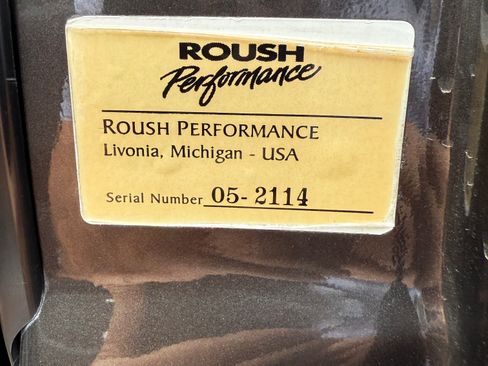 ROUSH
Performance
ROUSH PERFORMANCE
Livonia, Michigan - USA
Serial Number 05-2114